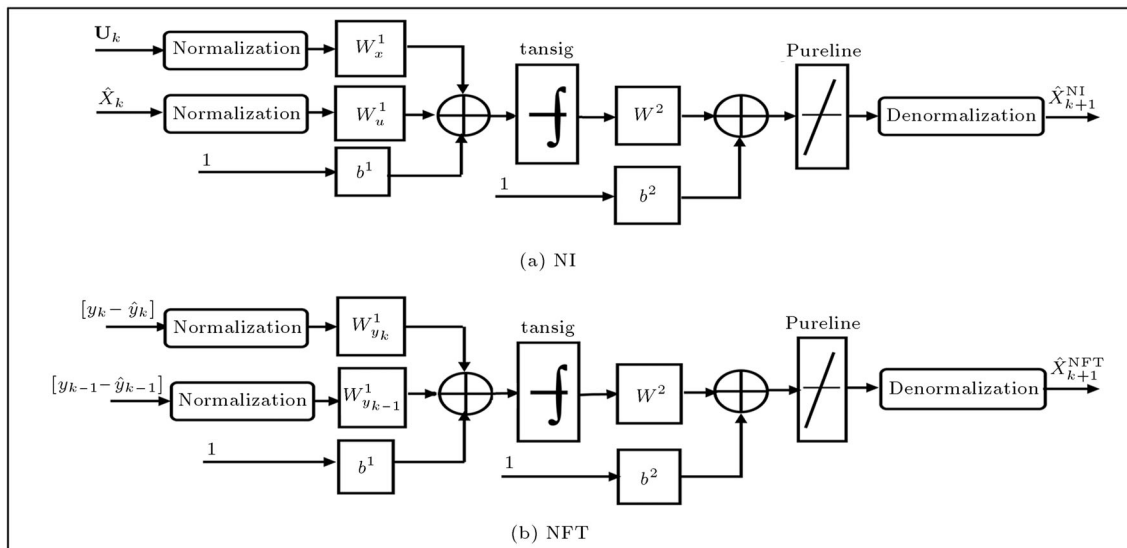 U_k
Normalization
W_x^1
tansig
Pureline
X̂_k
Normalization
W_u^1
W^2
Denormalization
X̂_{k+1}^{NI}
1
b^1
1
b^2
(a) NI
[y_k − ŷ_k]
Normalization
W_{y_k}^1
tansig
Pureline
[y_{k−1} − ŷ_{k−1}]
Normalization
W_{y_{k−1}}^1
W^2
Denormalization
X̂_{k+1}^{NFT}
1
b^1
1
b^2
(b) NFT